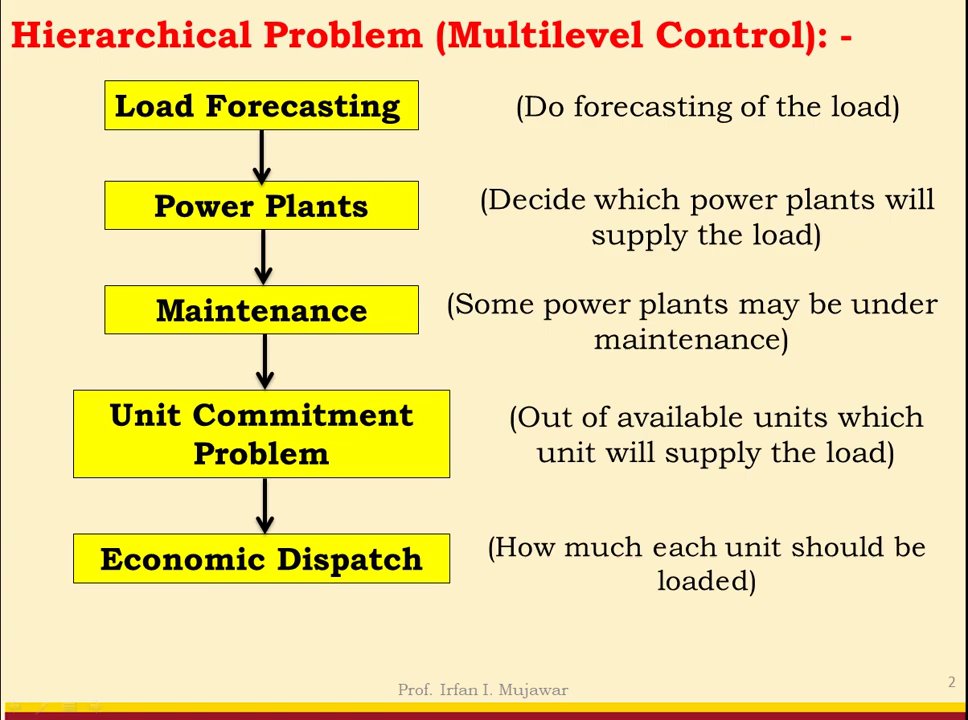 Hierarchical Problem (Multilevel Control): -
Load Forecasting
(Do forecasting of the load)
Power Plants
(Decide which power plants will
supply the load)
Maintenance
(Some power plants may be under
maintenance)
Unit Commitment
Problem
(Out of available units which
unit will supply the load)
Economic Dispatch
(How much each unit should be
loaded)
Prof. Irfan I. Mujawar
2